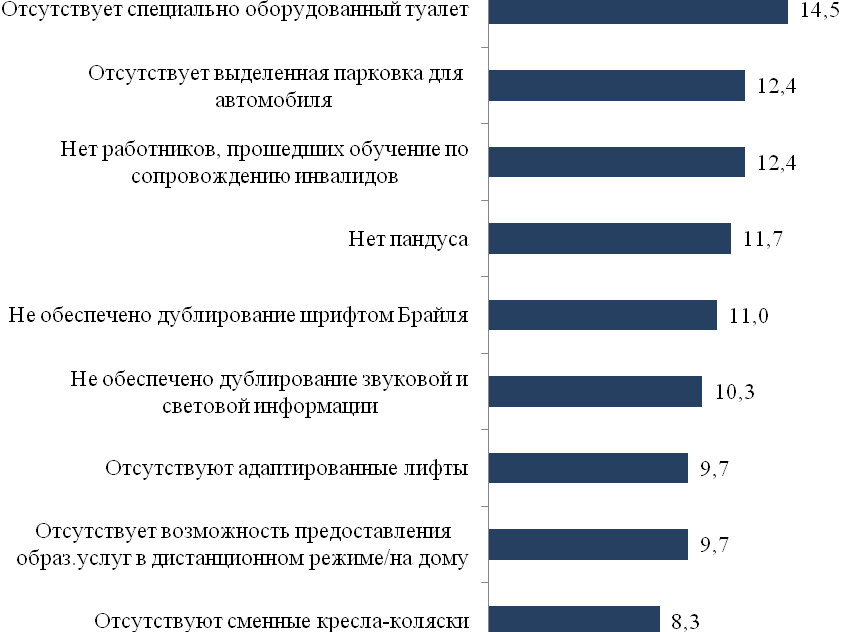 Отсутствует специально оборудованный туалет 14,5
Отсутствует выделенная парковка для
автомобиля 12,4
Нет работников, прошедших обучение по
сопровождению инвалидов 12,4
Нет пандуса 11,7
Не обеспечено дублирование шрифтом Брайля 11,0
Не обеспечено дублирование звуковой и
световой информации 10,3
Отсутствуют адаптированные лифты 9,7
Отсутствует возможность предоставления
образ.услуг в дистанционном режиме/на дому 9,7
Отсутствуют сменные кресла-коляски 8,3